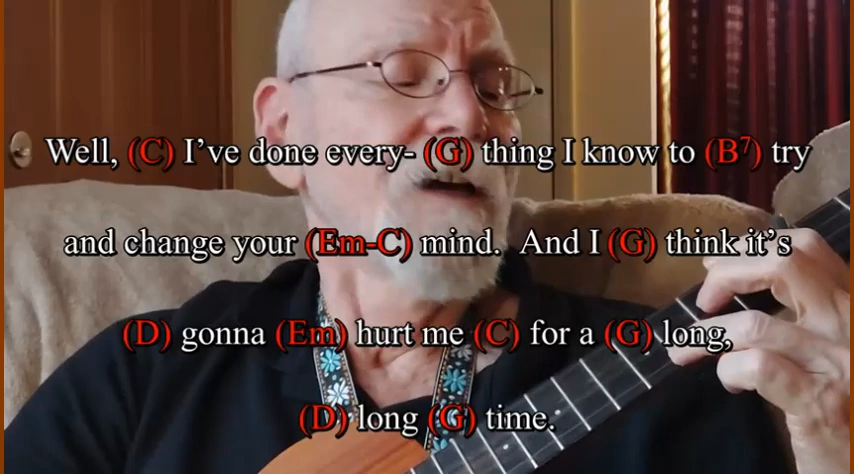 Well, (C) I've done every- (G) thing I know to (B⁷) try
and change your (Em-C) mind.  And I (G) think it's
(D) gonna (Em) hurt me (C) for a (G) long,
(D) long (G) time.